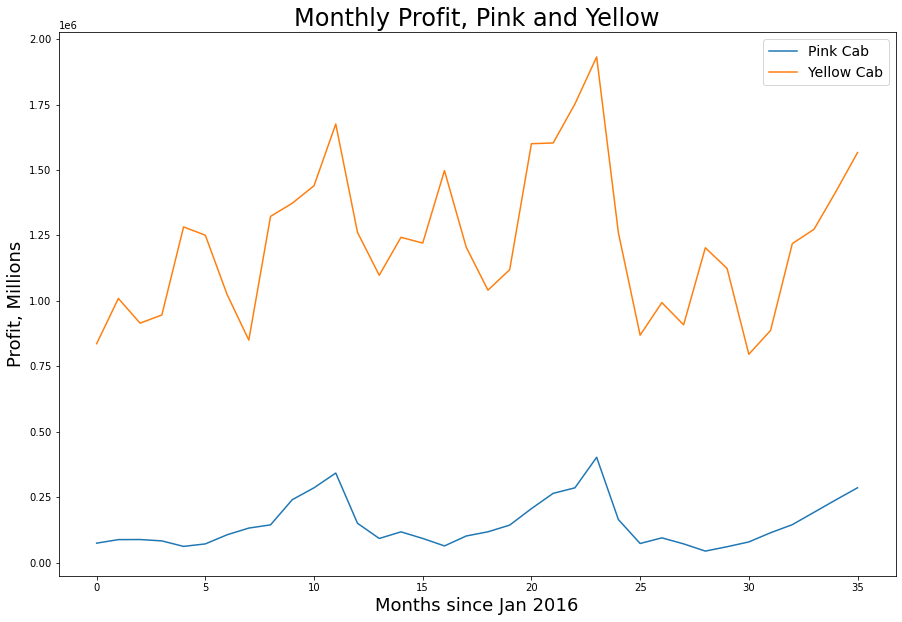 Monthly Profit, Pink and Yellow
1e6
2.00
1.75
1.50
1.25
1.00
0.75
0.50
0.25
0.00
Profit, Millions
Pink Cab
Yellow Cab
0 5 10 15 20 25 30 35
Months since Jan 2016